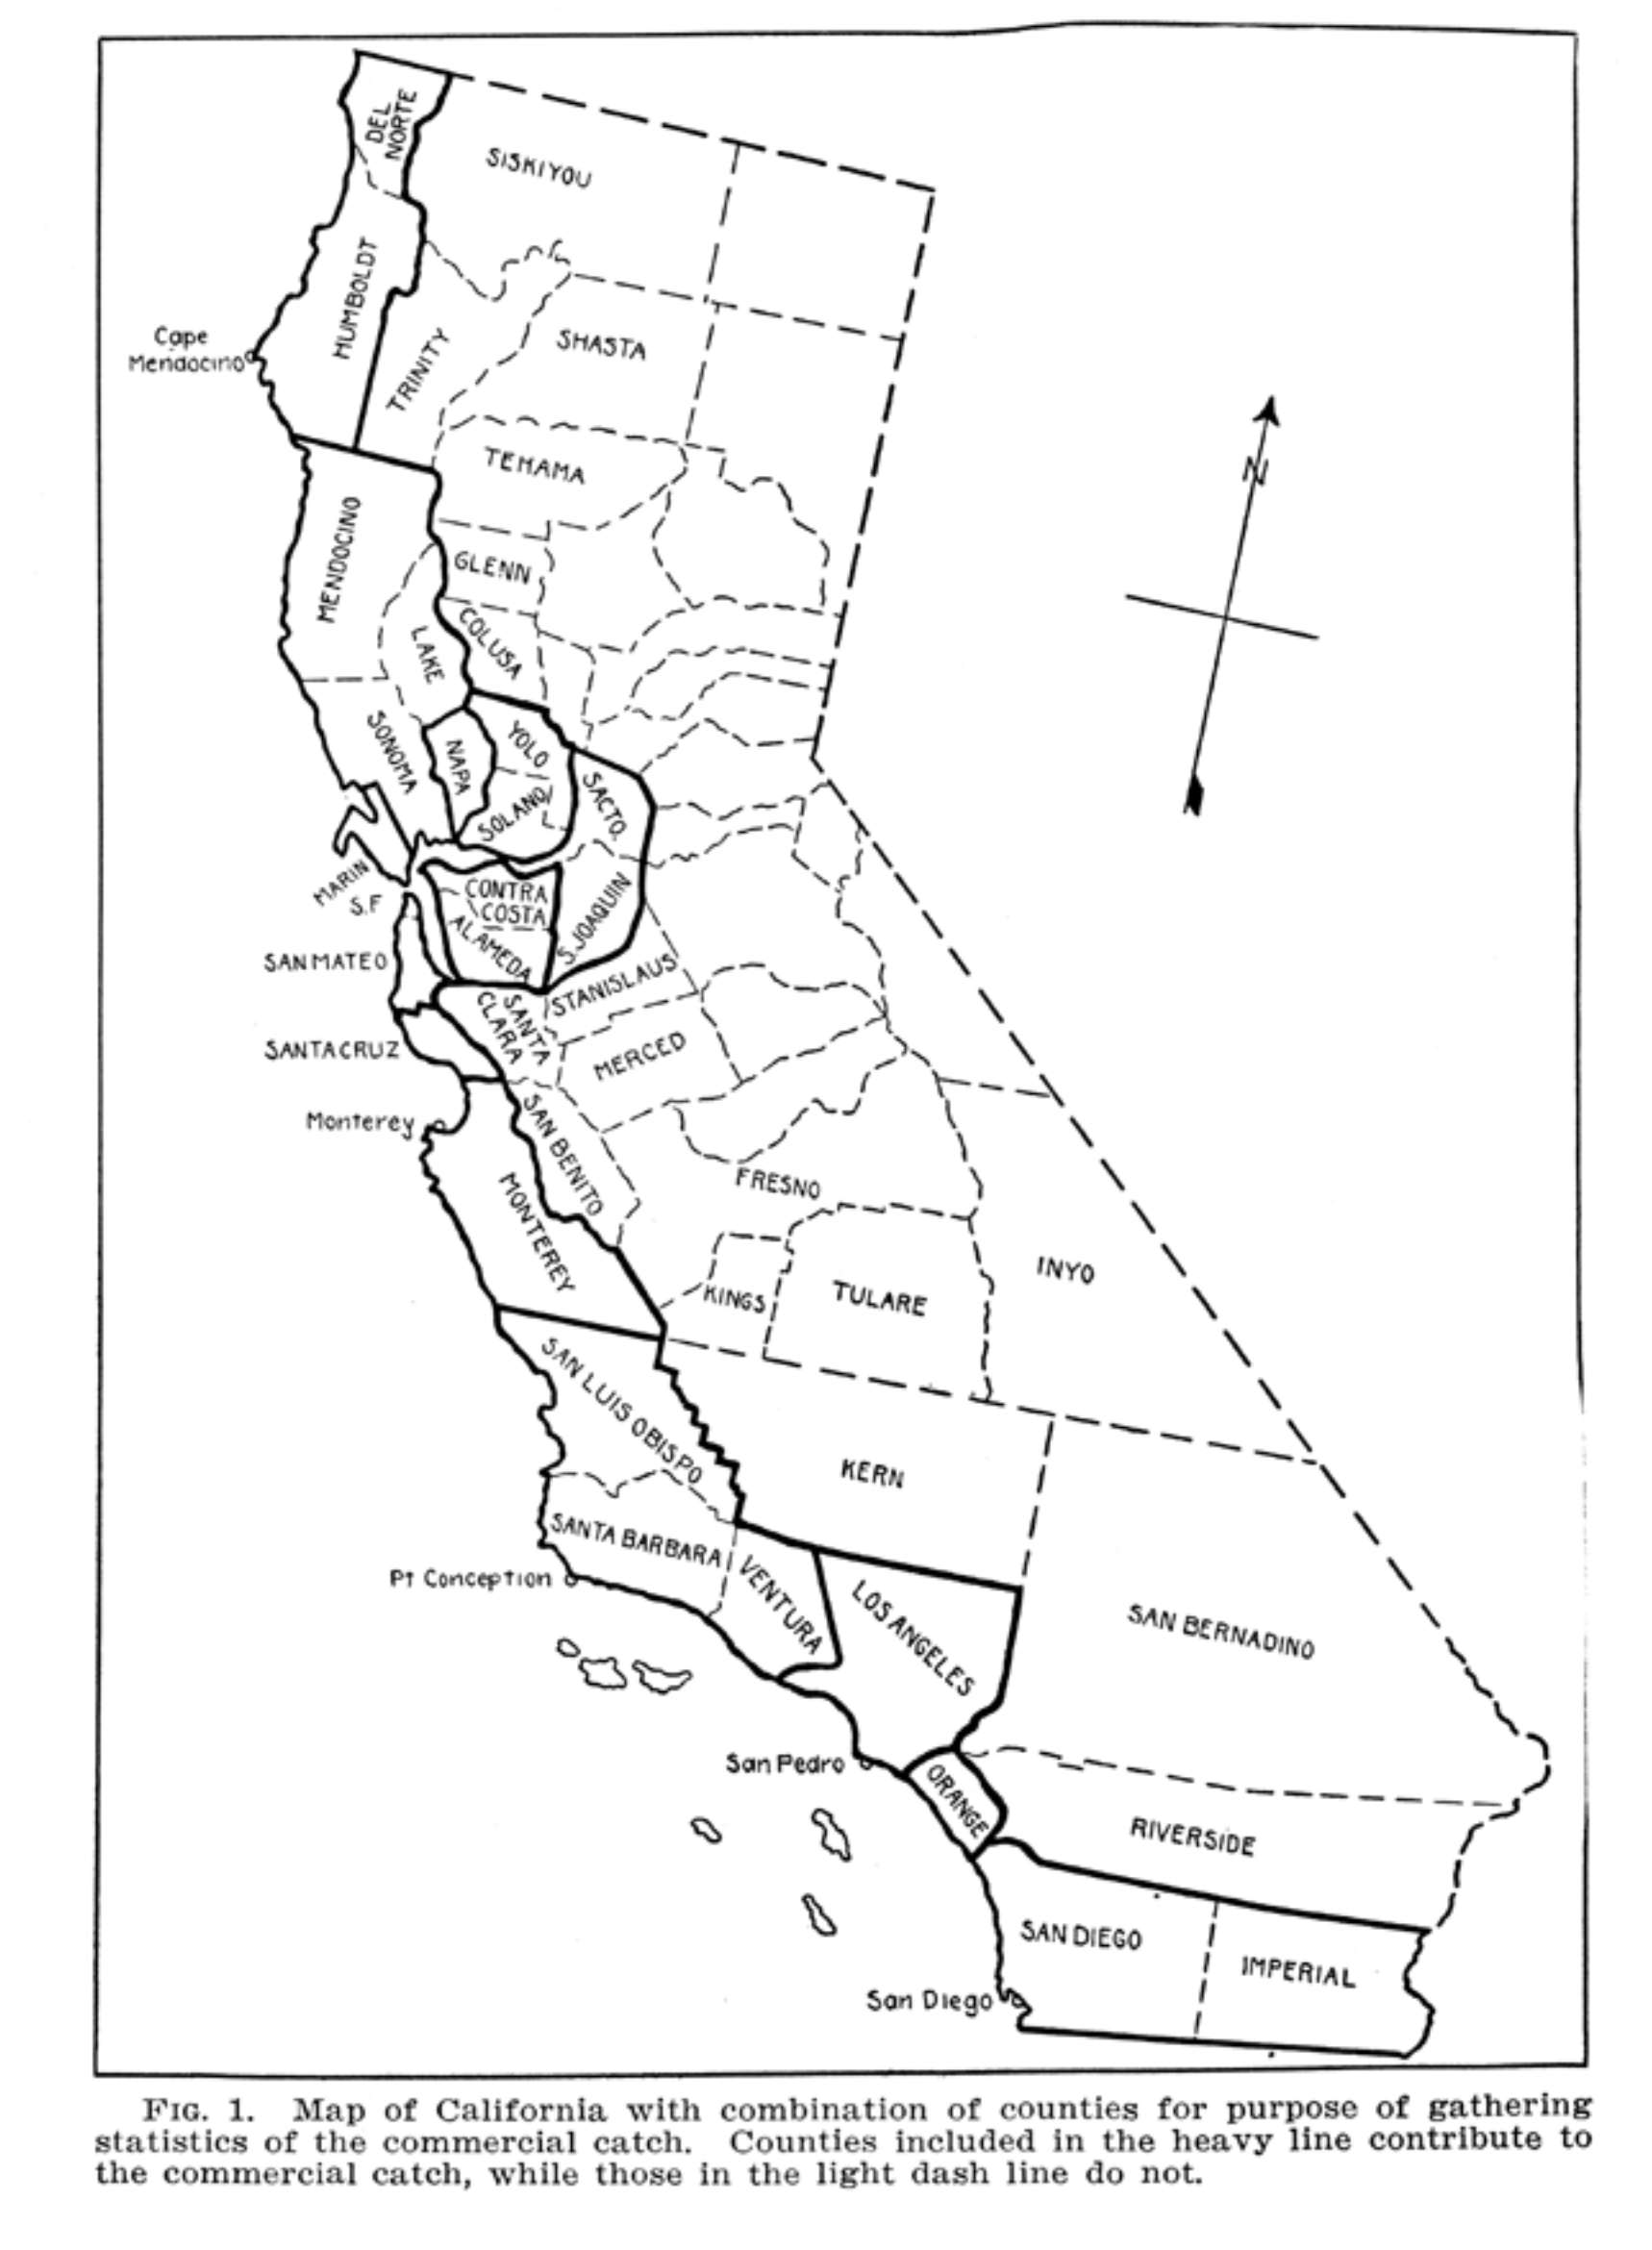 DEL
NORTE
SISKIYOU
HUMBOLDT
Cape
Mendocino
TRINITY
SHASTA
TEHAMA
N
MENDOCINO
GLENN
COLUSA
LAKE
SONOMA
NAPA
YOLO
SOLANO
SACTO.
MARIN
S.F
CONTRA
COSTA
ALAMEDA
S.JOAQUIN
SAN MATEO
STANISLAUS
SANTA
CLARA
SANTA CRUZ
MERCED
Monterey
SAN BENITO
MONTEREY
FRESNO
KINGS
TULARE
INYO
SAN LUIS OBISPO
KERN
SANTA BARBARA
VENTURA
Pt Conception
LOS ANGELES
SAN BERNADINO
San Pedro
ORANGE
RIVERSIDE
SAN DIEGO
IMPERIAL
San Diego
FIG. 1. Map of California with combination of counties for purpose of gathering
statistics of the commercial catch. Counties included in the heavy line contribute to
the commercial catch, while those in the light dash line do not.